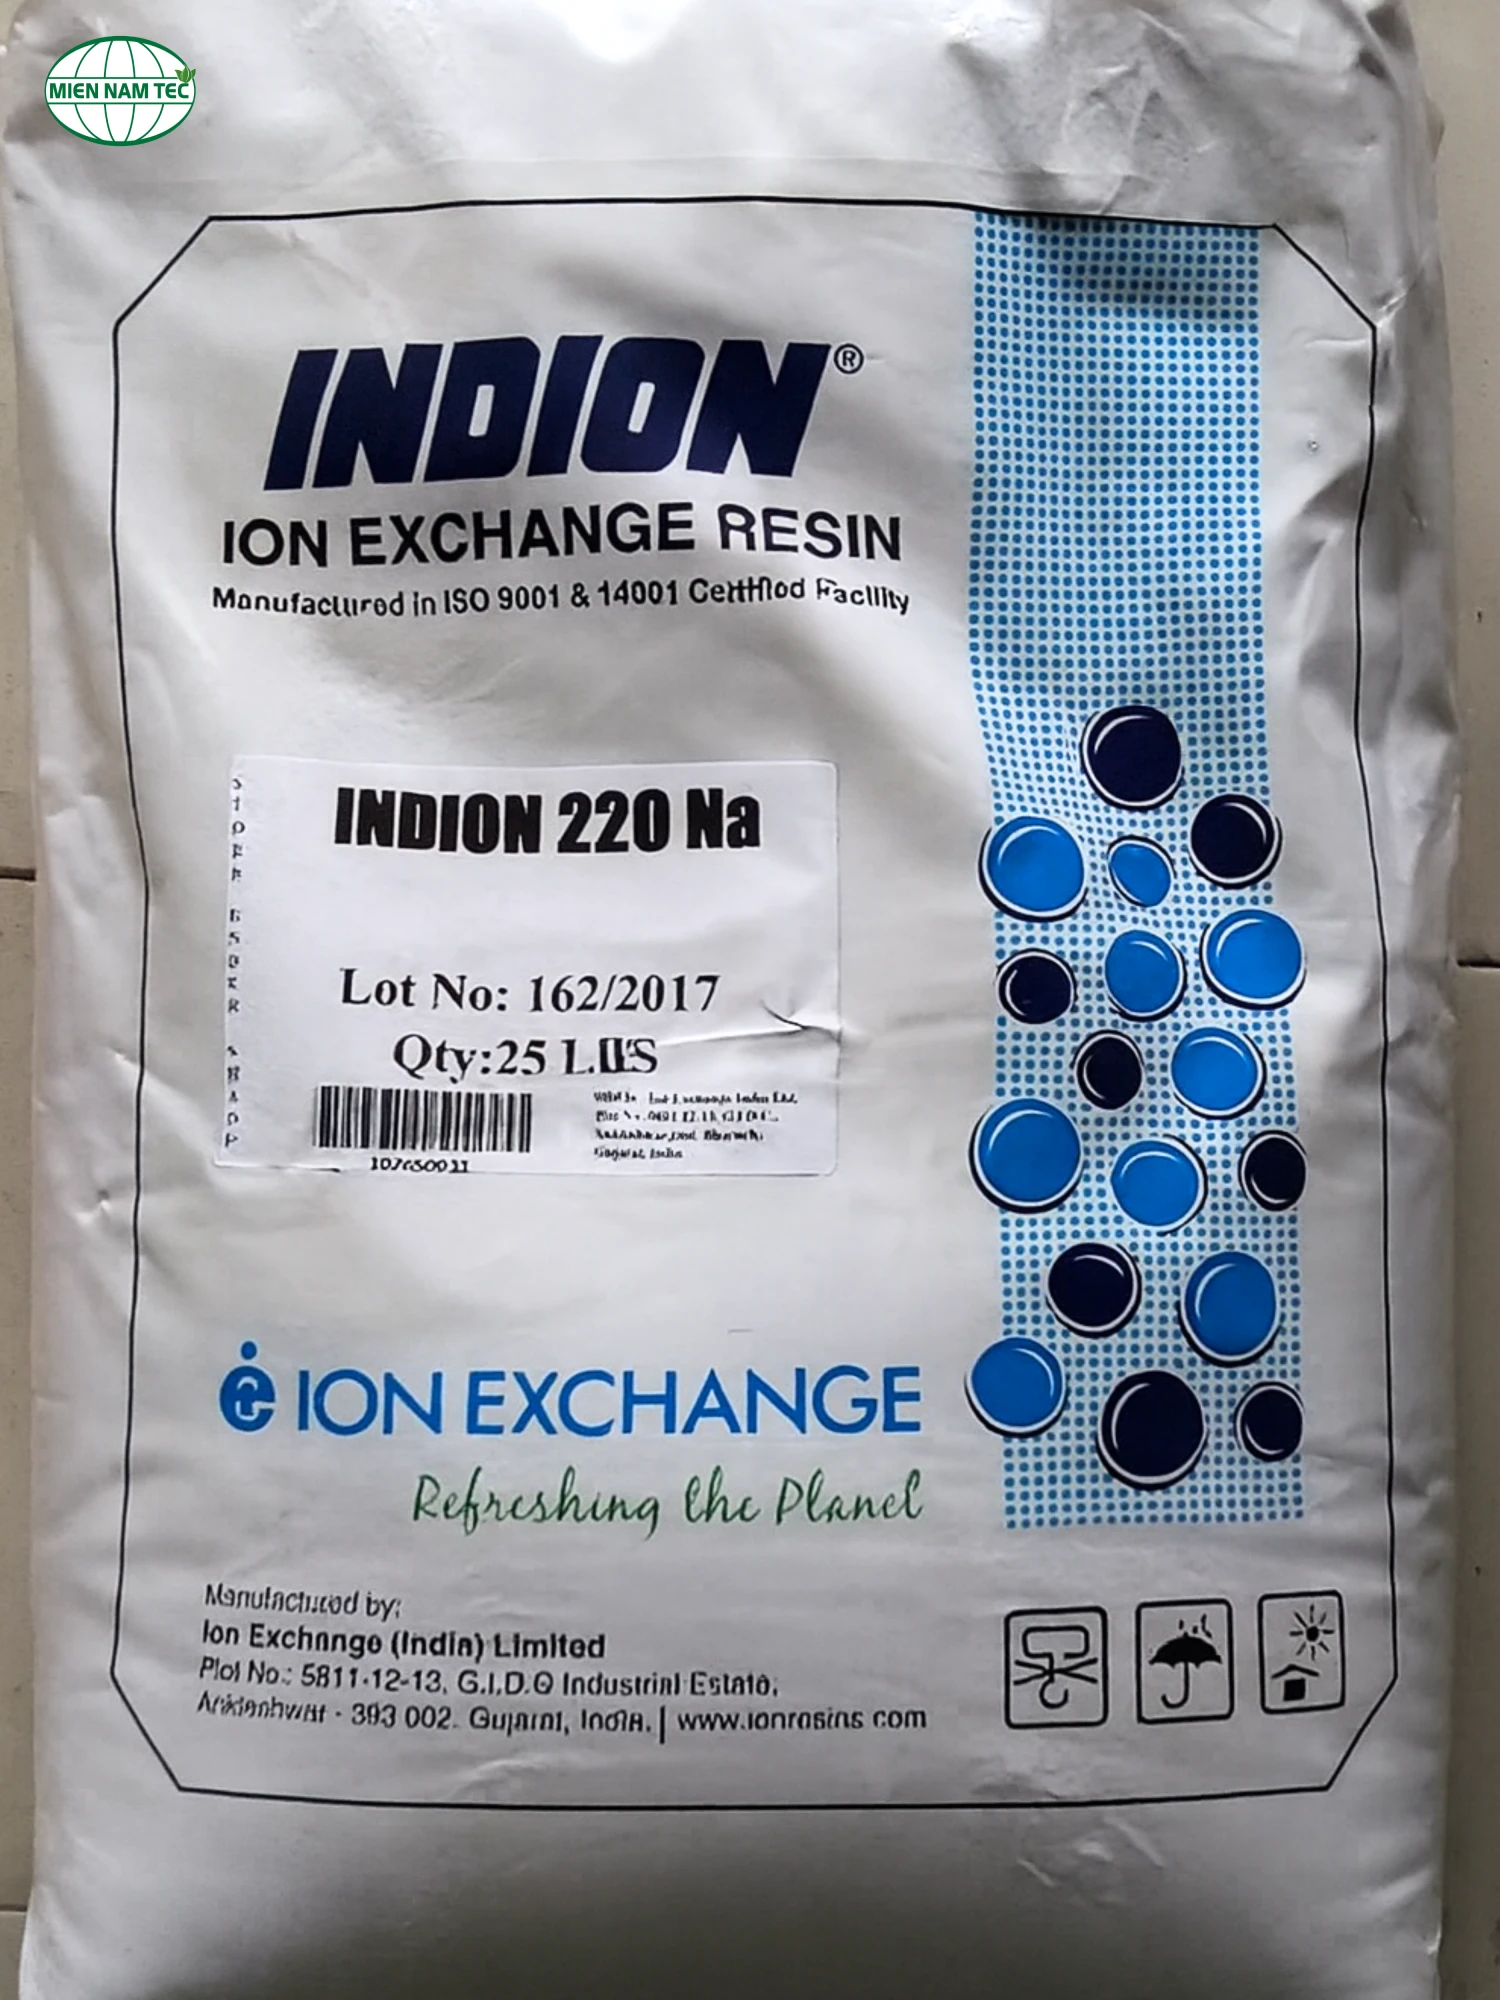 MIEN NAM TEC
INDION®
ION EXCHANGE RESIN
Manufactured in ISO 9001 & 14001 Certified Facility
INDION 220 Na
Lot No: 162/2017
Qty:25
ION EXCHANGE
Refreshing the Planet
Manufactured by:
Ion Exchange (India) Limited
Plot No.: 5811-12-13, G.I.D.C Industrial Estate,
393 002. Gujarat, India. | www.ionresins.com